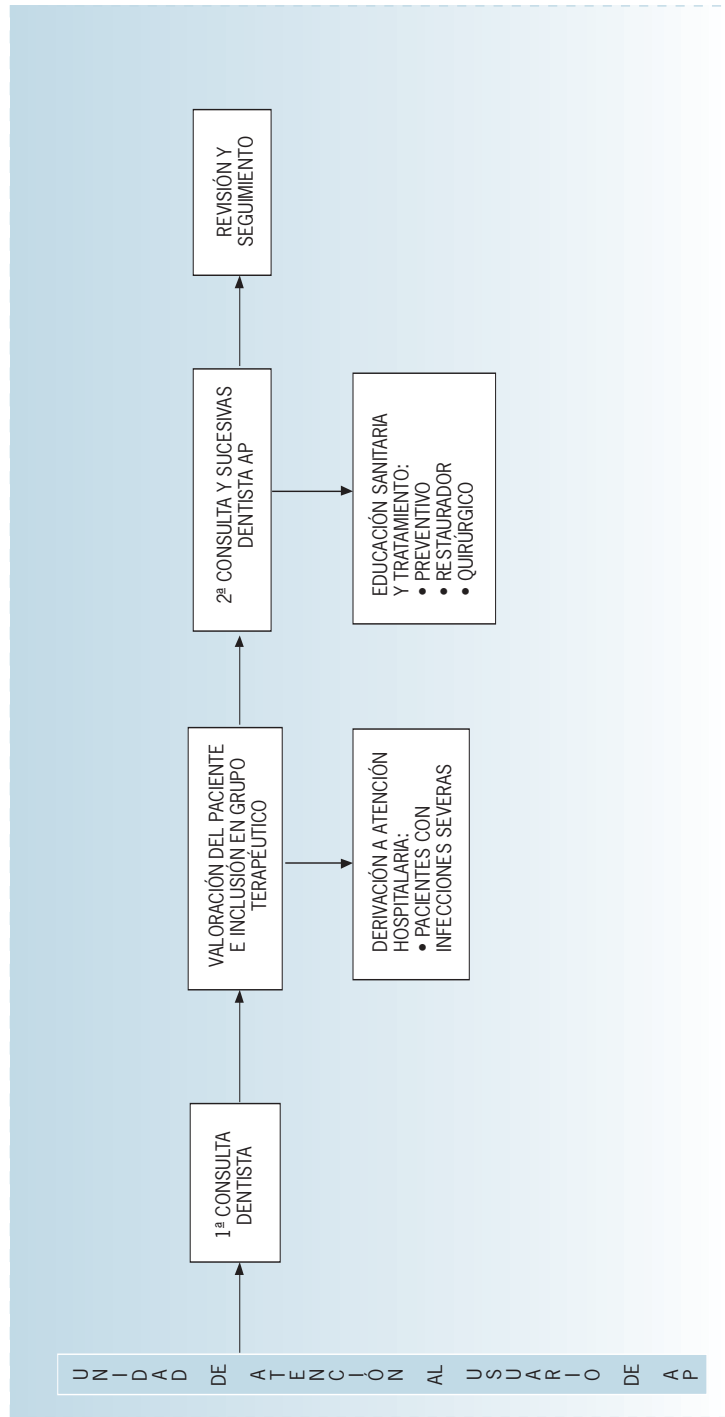 UNIDAD DE ATENCIÓN AL USUARIO DE AP
1ª CONSULTA
DENTISTA
VALORACIÓN DEL PACIENTE
E INCLUSIÓN EN GRUPO
TERAPÉUTICO
DERIVACIÓN A ATENCIÓN
HOSPITALARIA:
• PACIENTES CON
INFECCIONES SEVERAS
2ª CONSULTA Y SUCESIVAS
DENTISTA AP
EDUCACIÓN SANITARIA
Y TRATAMIENTO:
• PREVENTIVO
• RESTAURADOR
• QUIRÚRGICO
REVISIÓN Y
SEGUIMIENTO